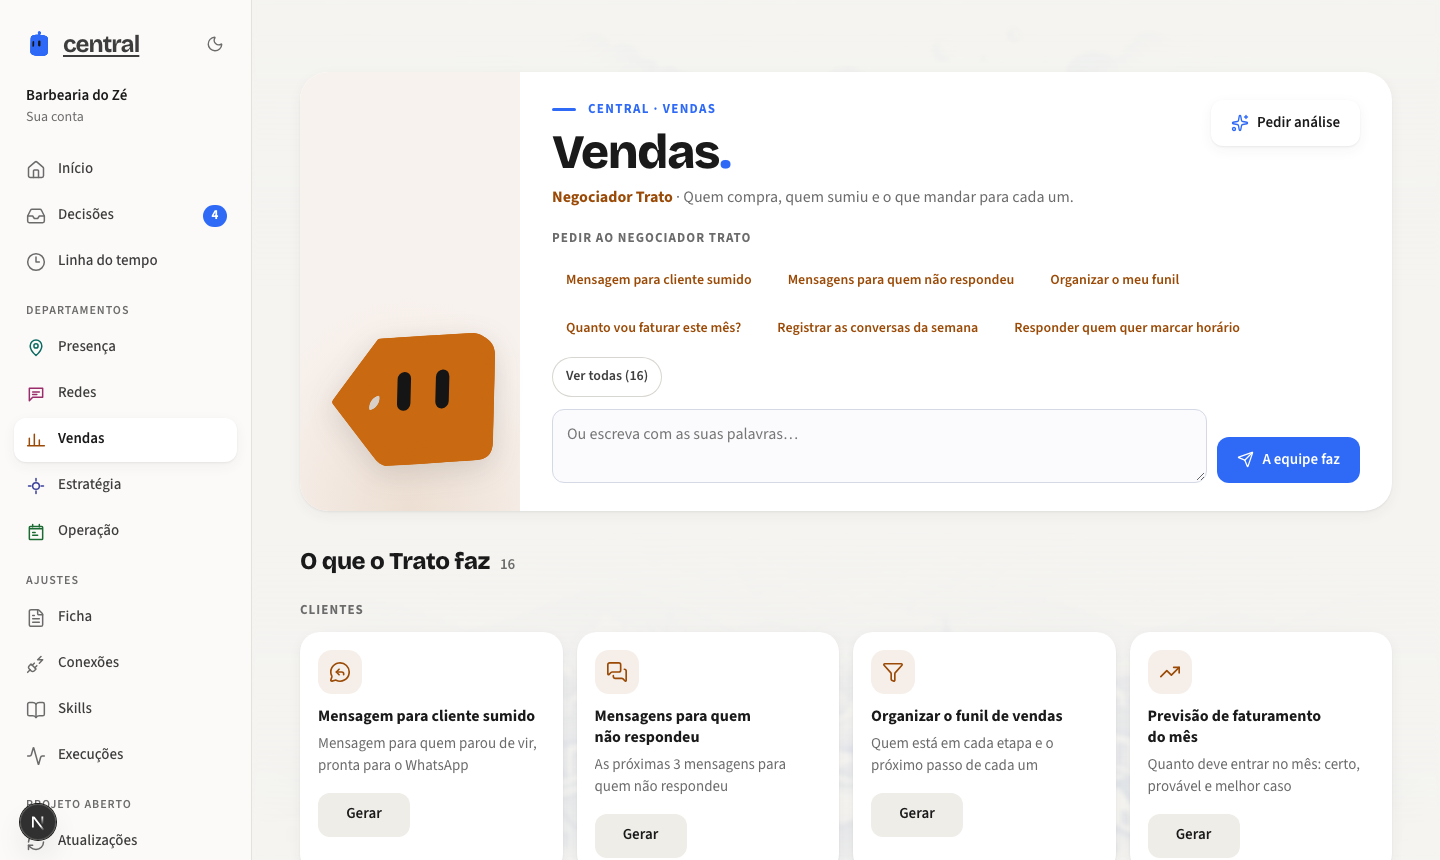 central
Barbearia do Zé
Sua conta
Início
Decisões 4
Linha do tempo
DEPARTAMENTOS
Presença
Redes
Vendas
Estratégia
Operação
AJUSTES
Ficha
Conexões
Skills
Execuções
PROJETO ABERTO
N
Atualizações
CENTRAL · VENDAS
Vendas.
Pedir análise
Negociador Trato · Quem compra, quem sumiu e o que mandar para cada um.
PEDIR AO NEGOCIADOR TRATO
Mensagem para cliente sumido Mensagens para quem não respondeu Organizar o meu funil
Quanto vou faturar este mês? Registrar as conversas da semana Responder quem quer marcar horário
Ver todas (16)
Ou escreva com as suas palavras…
A equipe faz
O que o Trato faz 16
CLIENTES
Mensagem para cliente sumido
Mensagem para quem parou de vir,
pronta para o WhatsApp
Gerar
Mensagens para quem
não respondeu
As próximas 3 mensagens para
quem não respondeu
Gerar
Organizar o funil de vendas
Quem está em cada etapa e o
próximo passo de cada um
Gerar
Previsão de faturamento
do mês
Quanto deve entrar no mês: certo,
provável e melhor caso
Gerar